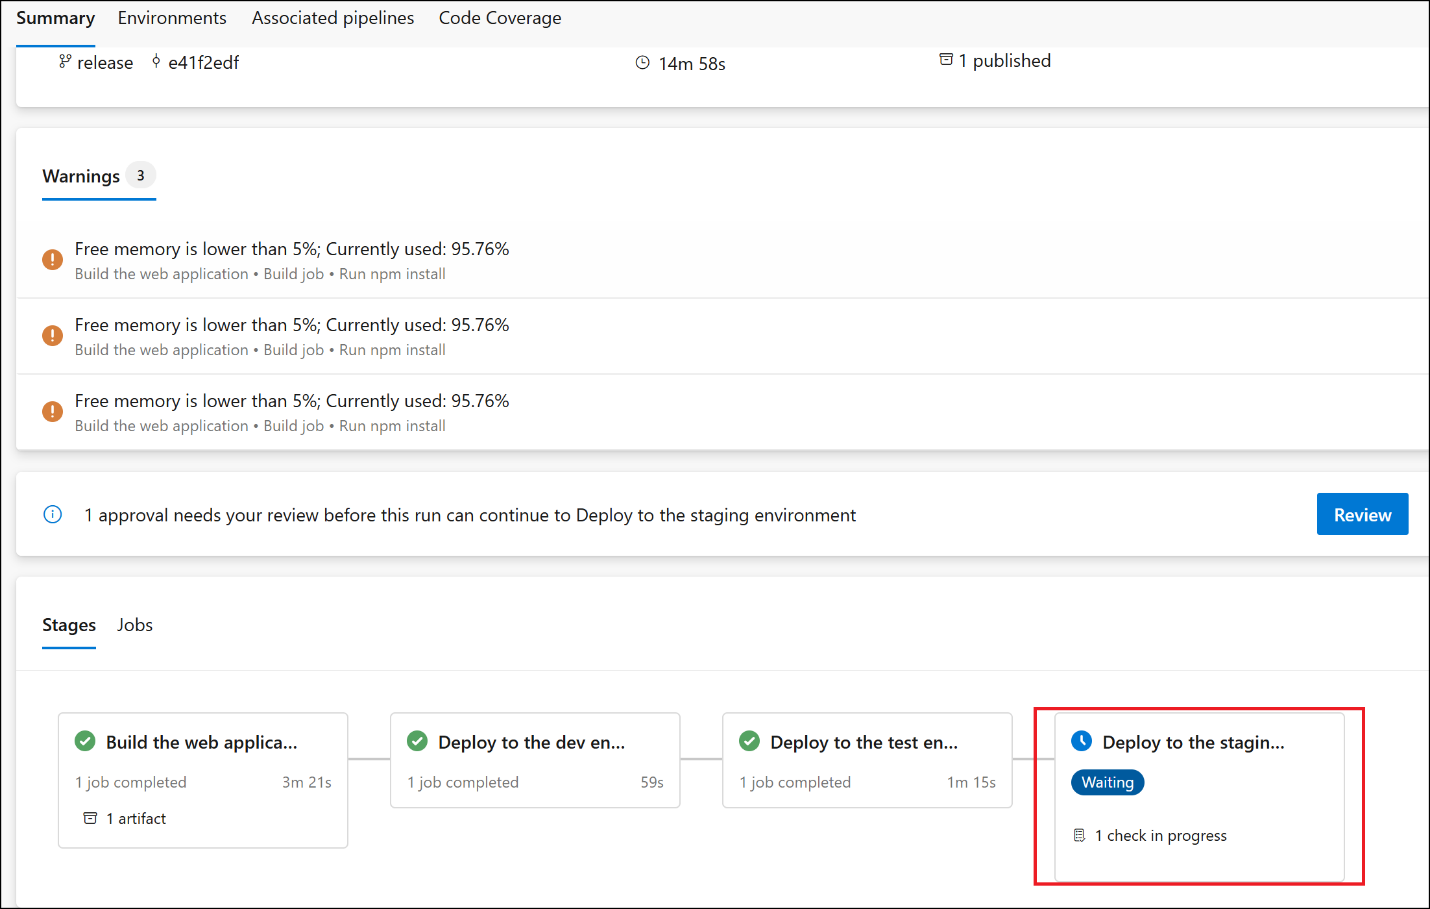 Summary Environments Associated pipelines Code Coverage
release e41f2edf 14m 58s 1 published
Warnings 3
Free memory is lower than 5%; Currently used: 95.76%
Build the web application • Build job • Run npm install
Free memory is lower than 5%; Currently used: 95.76%
Build the web application • Build job • Run npm install
Free memory is lower than 5%; Currently used: 95.76%
Build the web application • Build job • Run npm install
1 approval needs your review before this run can continue to Deploy to the staging environment Review
Stages Jobs
Build the web applica...
1 job completed 3m 21s
1 artifact
Deploy to the dev en...
1 job completed 59s
Deploy to the test en...
1 job completed 1m 15s
Deploy to the stagin...
Waiting
1 check in progress